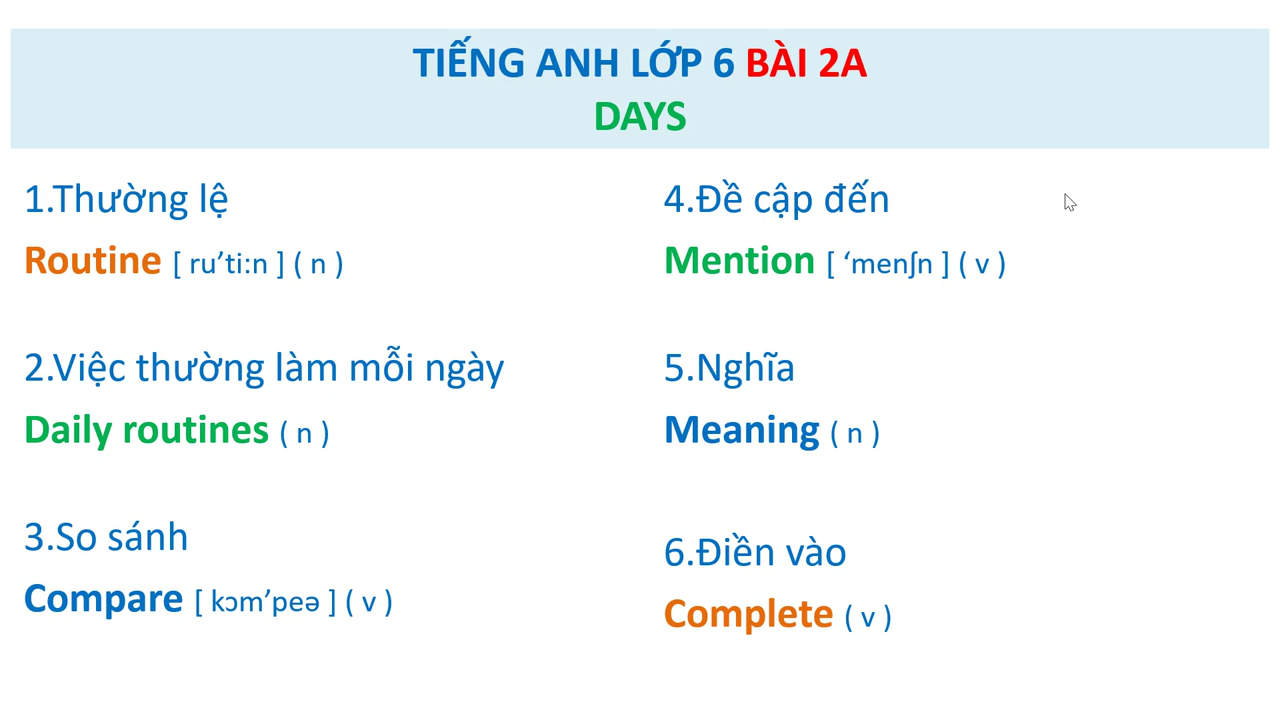 TIẾNG ANH LỚP 6 BÀI 2A
DAYS
1.Thường lệ
Routine [ ru’ti:n ] ( n )
2.Việc thường làm mỗi ngày
Daily routines ( n )
3.So sánh
Compare [ kɔm’peə ] ( v )
4.Đề cập đến
Mention [ ‘men∫n ] ( v )
5.Nghĩa
Meaning ( n )
6.Điền vào
Complete ( v )